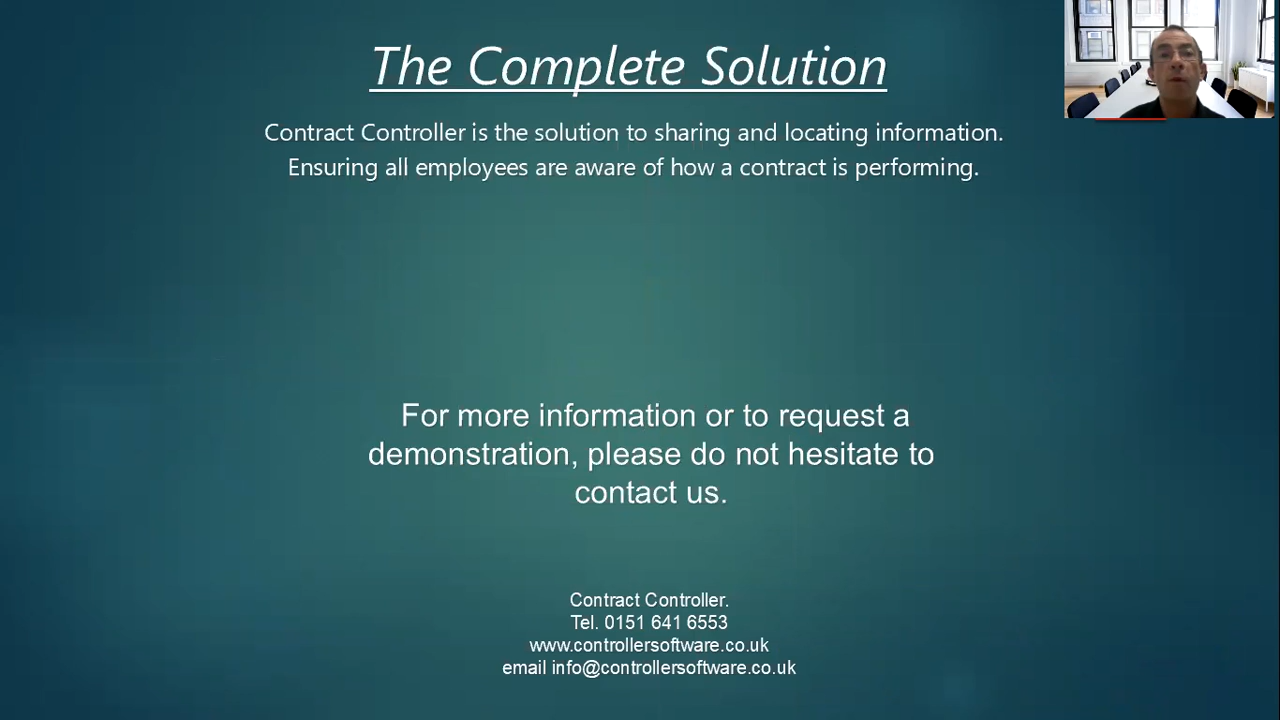 The Complete Solution
Contract Controller is the solution to sharing and locating information.
Ensuring all employees are aware of how a contract is performing.
For more information or to request a
demonstration, please do not hesitate to
contact us.
Contract Controller.
Tel. 0151 641 6553
www.controllersoftware.co.uk
email info@controllersoftware.co.uk